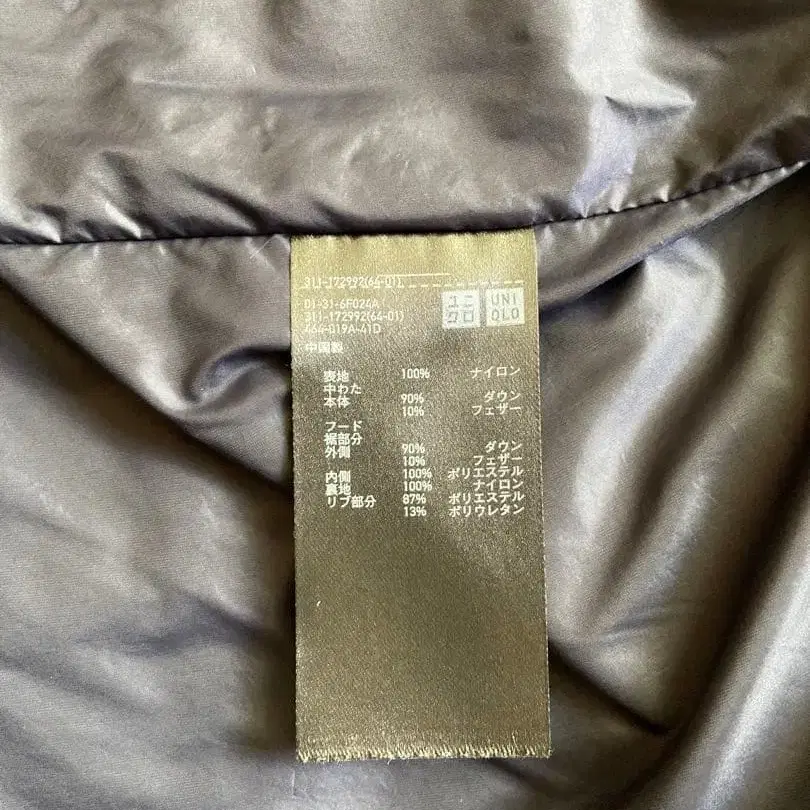 311-172992(64-01)
01-31-6F024A
311-172992(64-01)
464-019A-41D
中国製
ユニ
クロ
UNI
QLO
表地 100% ナイロン
中わた
本体 90% ダウン
10% フェザー
フード
裾部分
外側 90% ダウン
10% フェザー
内側 100% ポリエステル
裏地 100% ナイロン
リブ部分 87% ポリエステル
13% ポリウレタン